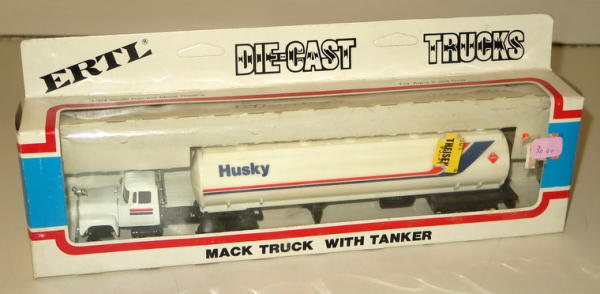 ERTL DIE-CAST TRUCKS
Husky
MACK TRUCK WITH TANKER